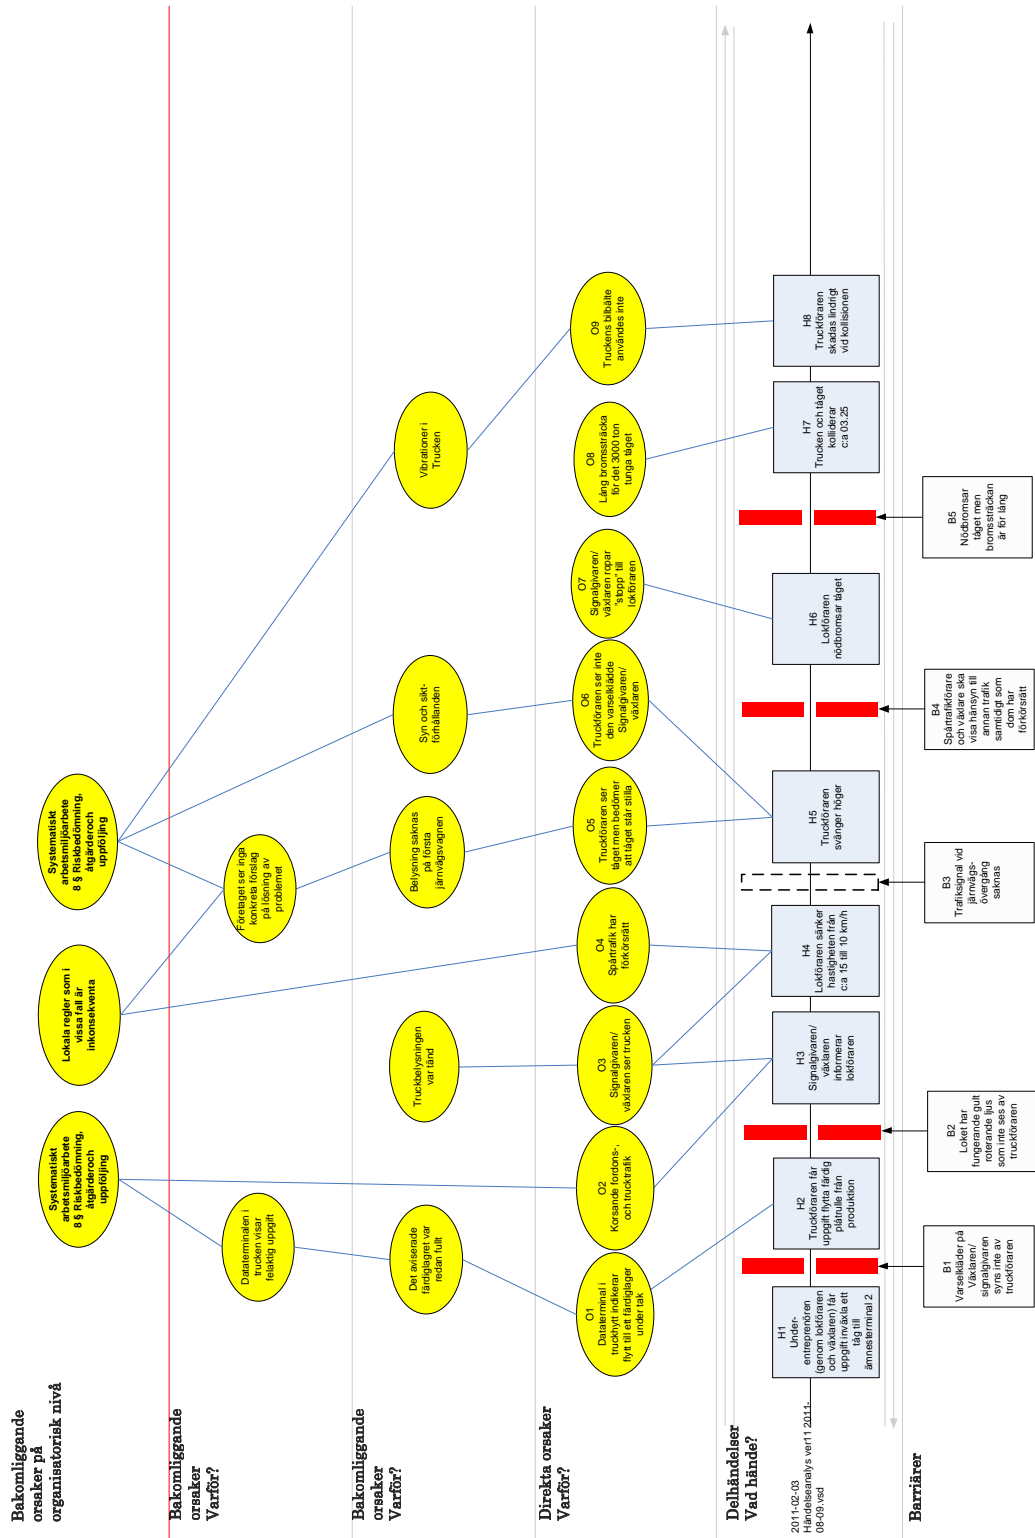 Bakomliggande
orsaker på
organisatorisk nivå
Systematiskt
arbetsmiljöarbete
8 § Riskbedömning,
åtgärderoch
uppföljing
Lokala regler som i
vissa fall är
inkonsekventa
Systematiskt
arbetsmiljöarbete
8 § Riskbedömning,
åtgärderoch
uppföljing
Bakomliggande
orsaker
Varför?
Dataterminalen i
trucken visar
felaktig uppgift
Företaget ser inga
konkreta förslag
på lösning av
problemet
Bakomliggande
orsaker
Varför?
Det aviserade
färdiglagret var
redan fullt
Truckbelysningen
var tänd
Belysning saknas
på första
järnvägsvagnen
Syn och sikt-
förhållanden
Vibrationer i
Trucken
Direkta orsaker
Varför?
O1
Dataterminal i
truckhytt indikerar
flytt till ett färdiglager
under tak
O2
Korsande fordons-,
och trucktrafik
O3
Signalgivaren/
växlaren ser trucken
O4
Spårtrafik har
förkörsrätt
O5
Truckföraren ser
tåget men bedömer
att tåget står stilla
O6
Truckföraren ser inte
den varselklädde
Signalgivaren/
växlaren
O7
Signalgivaren/
växlaren ropar
"stopp" till
lokföraren
O8
Lång bromssträcka
för det 3000 ton
tunga tåget
O9
Truckens bilbälte
användes inte
Delhändelser
Vad hände?
2011-02-03
Händelseanalys ver11 2011-
08-09.vsd
H1
Under-
entreprenören
(genom lokföraren
och växlaren) får
uppgift inväxla ett
tåg till
ämnesterminal 2
H2
Truckföraren får
uppgift flytta färdig
plåtrulle från
produktion
H3
Signalgivaren/
växlaren
informerar
lokföraren
H4
Lokföraren sänker
hastigheten från
c:a 15 till 10 km/h
H5
Truckföraren
svänger höger
H6
Lokföraren
nödbromsar tåget
H7
Trucken och tåget
kolliderar
c:a 03.25
H8
Truckföraren
skadas lindrigt
vid kollisionen
Barriärer
B1
Varselkläder på
Växlaren/
signalgivaren
syns inte av
truckföraren
B2
Loket har
fungerande gult
roterande ljus
som inte ses av
truckföraren
B3
Trafiksignal vid
järnvägs-
övergång
saknas
B4
Spårtrafikförare
och växlare ska
visa hänsyn till
annan trafik
samtidigt som
dom har
förkörsrätt
B5
Nödbromsar
tåget men
bromssträckan
är för lång